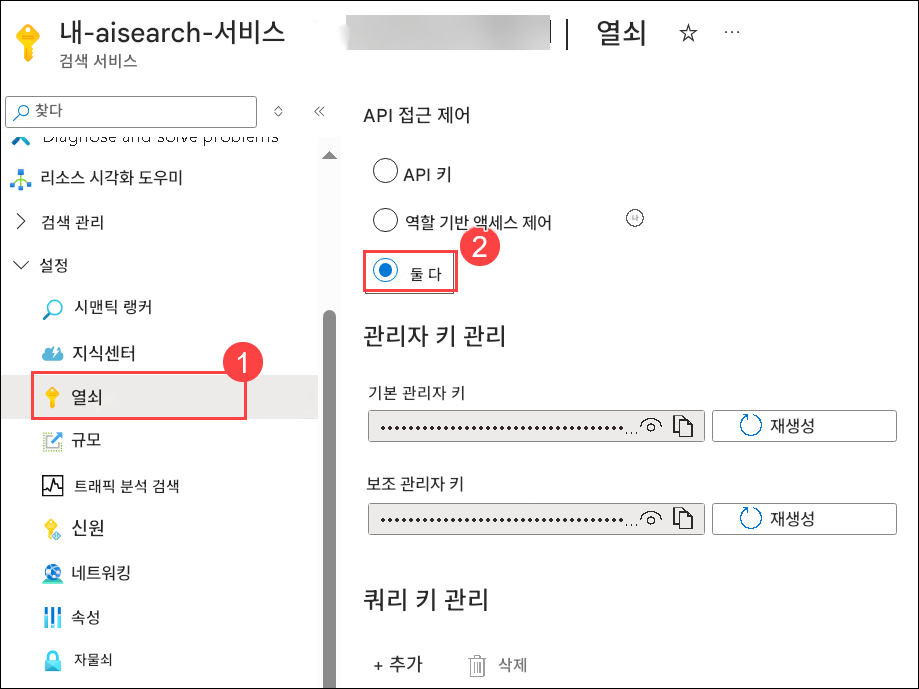 내-aisearch-서비스
열쇠
검색 서비스
찾다
Diagnose and solve problems
리소스 시각화 도우미
검색 관리
설정
시맨틱 랭커
지식센터
1
열쇠
규모
트래픽 분석 검색
신원
네트워킹
속성
자물쇠
API 접근 제어
API 키
역할 기반 액세스 제어
나
2
둘 다
관리자 키 관리
기본 관리자 키
재생성
보조 관리자 키
재생성
쿼리 키 관리
+ 추가
삭제